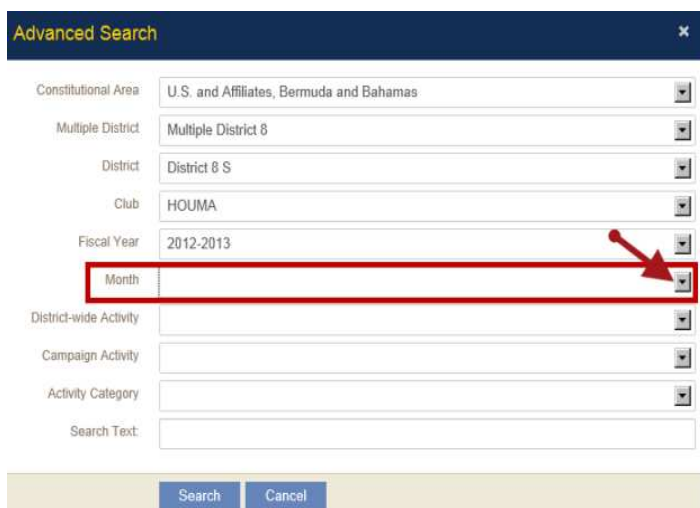 Advanced Search ×
Constitutional Area U.S. and Affiliates, Bermuda and Bahamas
Multiple District Multiple District 8
District District 8 S
Club HOUMA
Fiscal Year 2012-2013
Month
District-wide Activity
Campaign Activity
Activity Category
Search Text:
Search Cancel